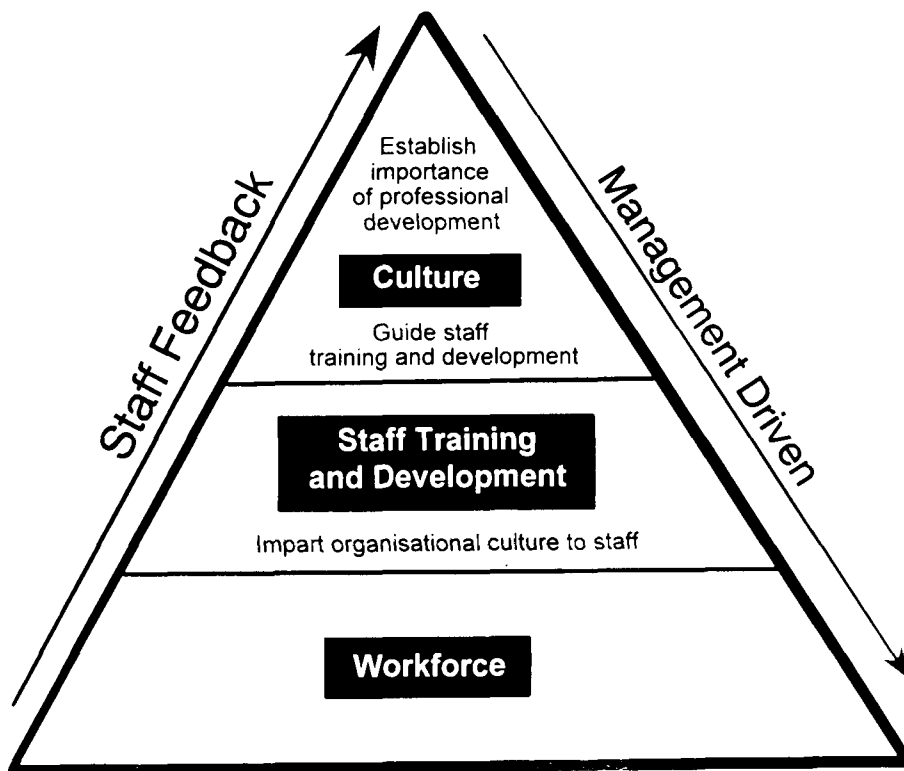 Establish
importance
of professional
development
Culture
Guide staff
training and development
Staff Training
and Development
Impart organisational culture to staff
Workforce
Staff Feedback
Management Driven